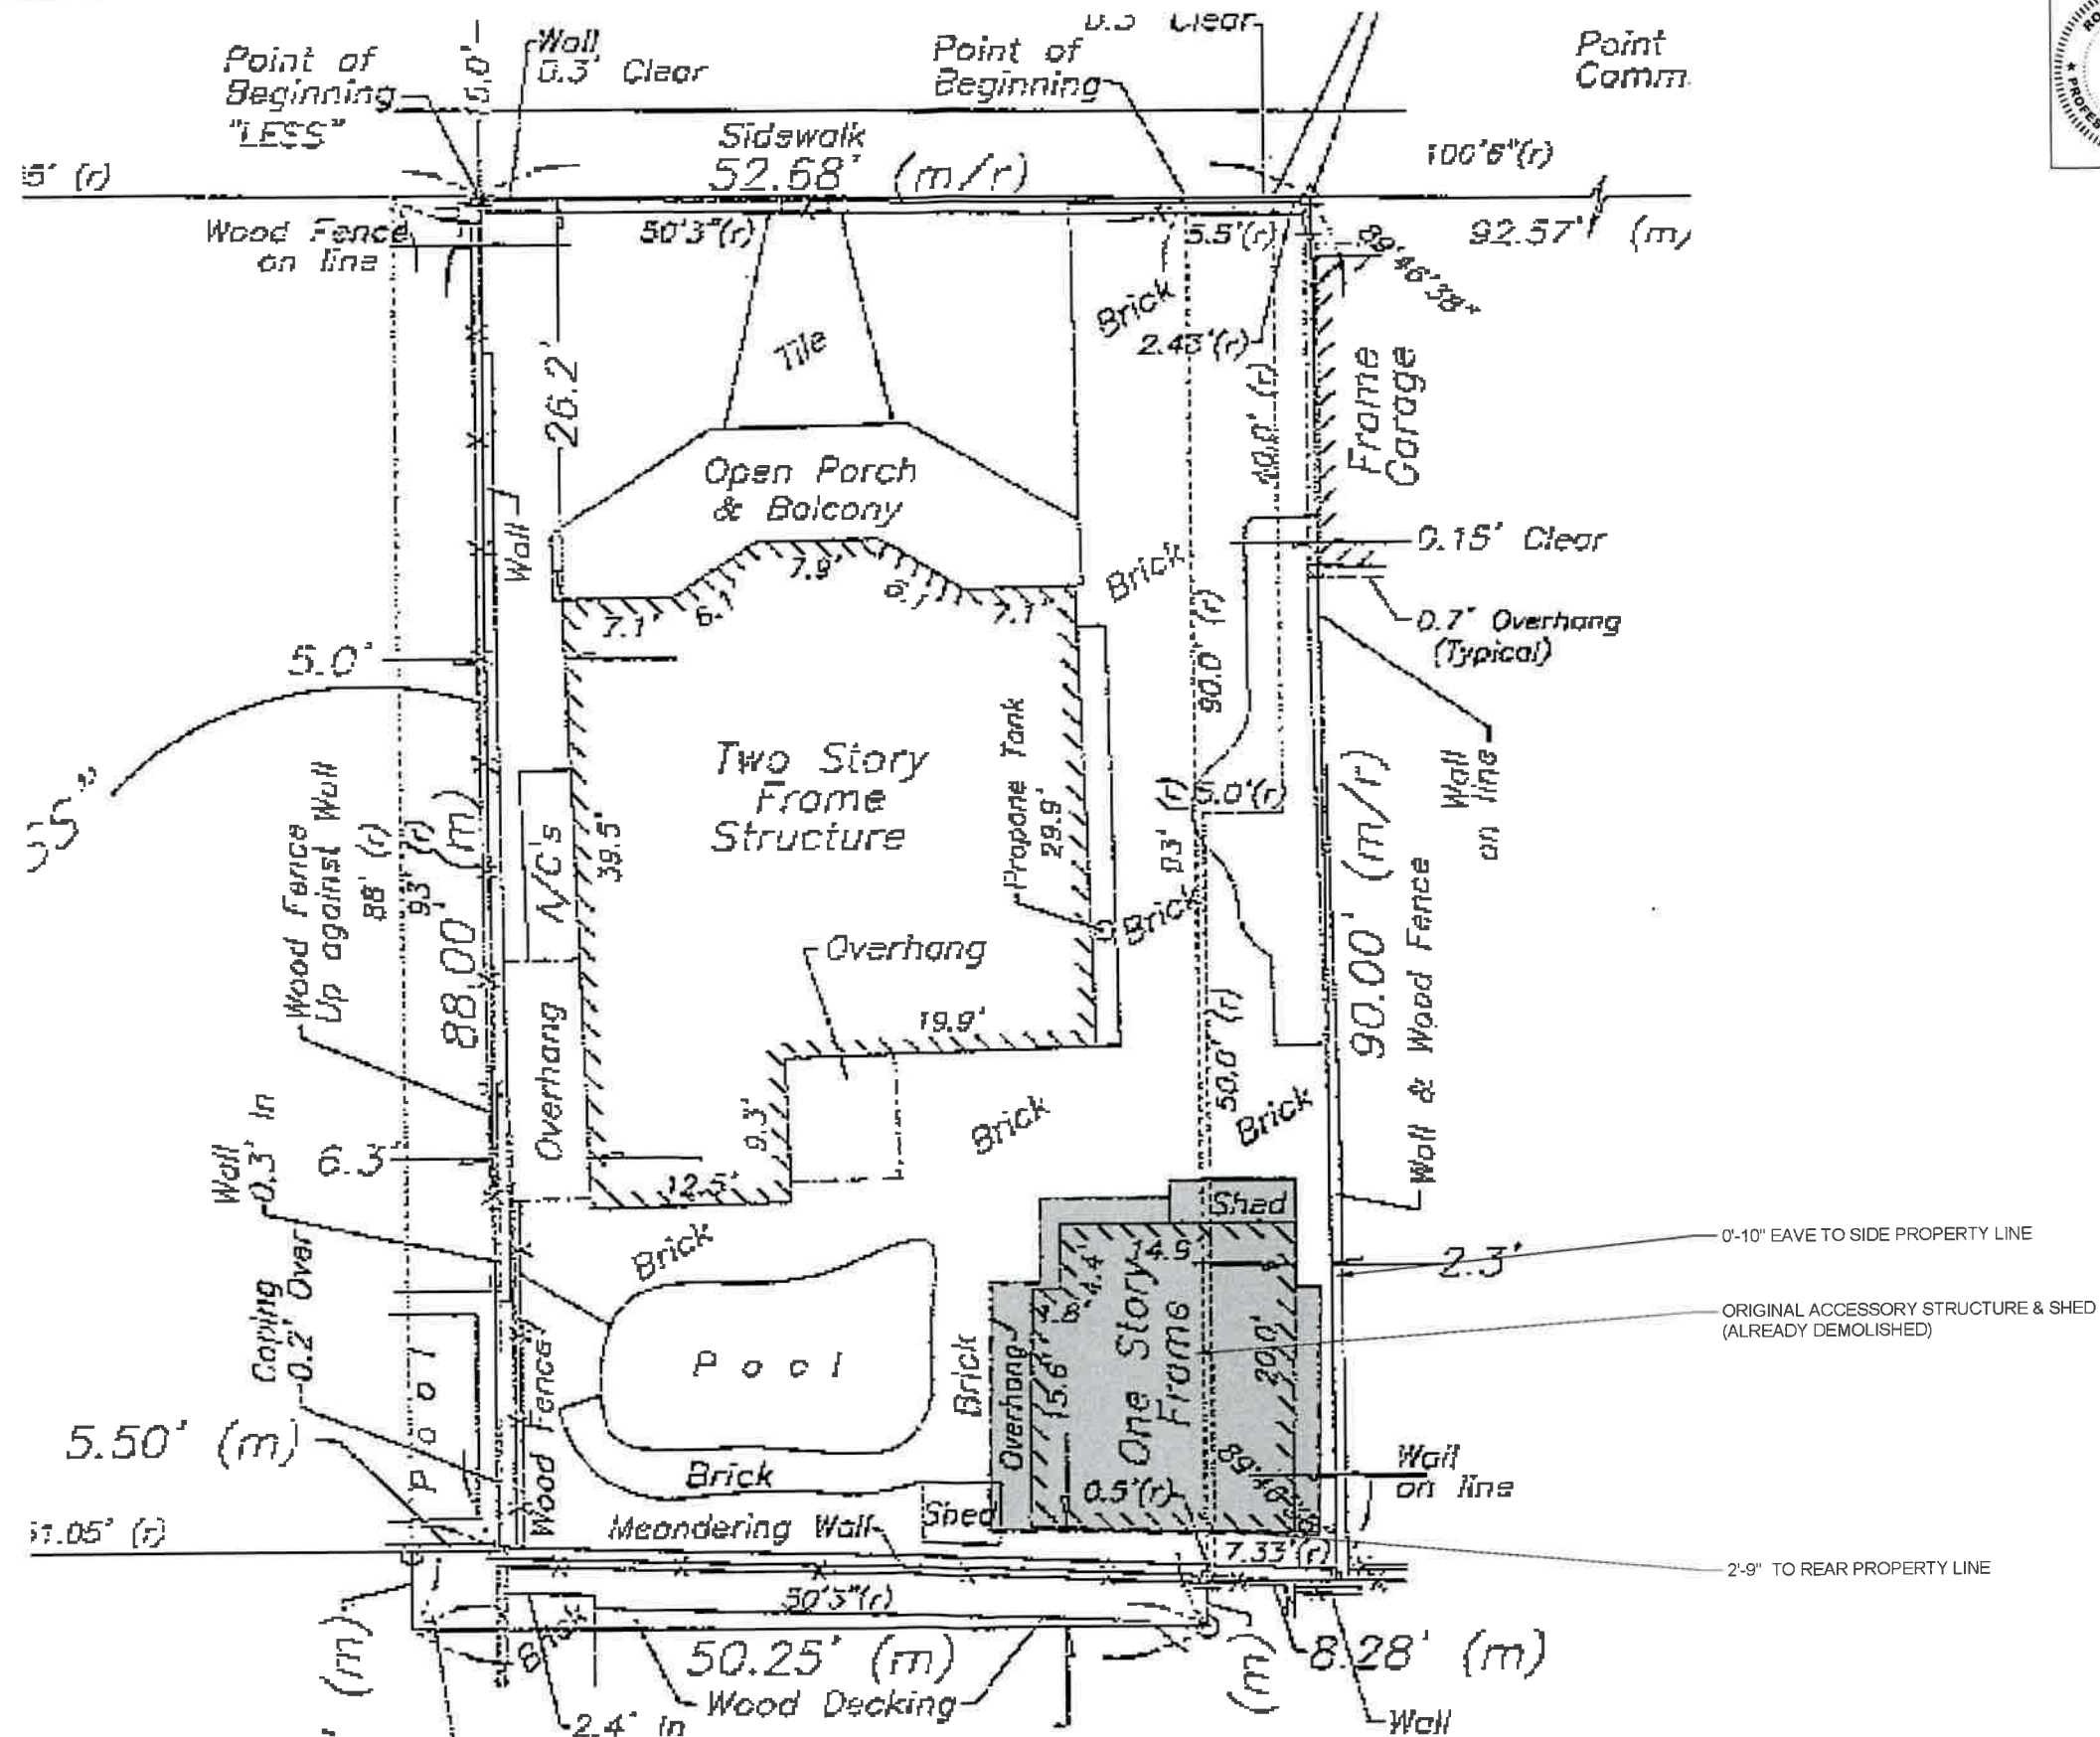 Point of
Beginning
"LESS"
5.0'
Wall
0.3' Clear
Point of
Beginning
0.3' Clear
Point
Comm.
Sidewalk
52.68' (m/r)
100'6"(r)
5' (r)
Wood Fence
on line
50'3"(r)
5.5'(r)
92.57' (m)
Brick
2.43'(r)
Tile
26.2'
40.0' (r)
Frame
Garage
Open Porch
& Balcony
Wall
0.15' Clear
7.9'
6.1'
6.1'
7.1'
7.1'
Brick
90.0' (r)
0.7' Overhang
(Typical)
5.0'
55"
Two Story
Frame
Structure
Propane Tank
29.9'
5.0'(r)
Wall
on line
Wood Fence
Up against Wall
88' (r)
93' (r)
88.00' (m)
A/C's
39.5'
Brick
90.00' (m/r)
Wall & Wood Fence
Overhang
19.9'
Overhang
50.0' (r)
Brick
Brick
9.3'
6.3'
Wall
0.3' In
12.5'
Shed
Brick
14.9'
4.4'
2.3'
0'-10" EAVE TO SIDE PROPERTY LINE
Coping
0.2' Over
ORIGINAL ACCESSORY STRUCTURE & SHED
(ALREADY DEMOLISHED)
Pool
Pool
Wood Fence
Brick
Overhang
15.6'
One Story
Frame
20.0'
5.50' (m)
Brick
0.5'(r)
Wall
on line
51.05' (r)
Meandering Wall
Shed
7.33'(r)
2'-9" TO REAR PROPERTY LINE
50'3"(r)
50.25' (m)
(m)
(m)
8.28' (m)
Wood Decking
2.4' In
Wall